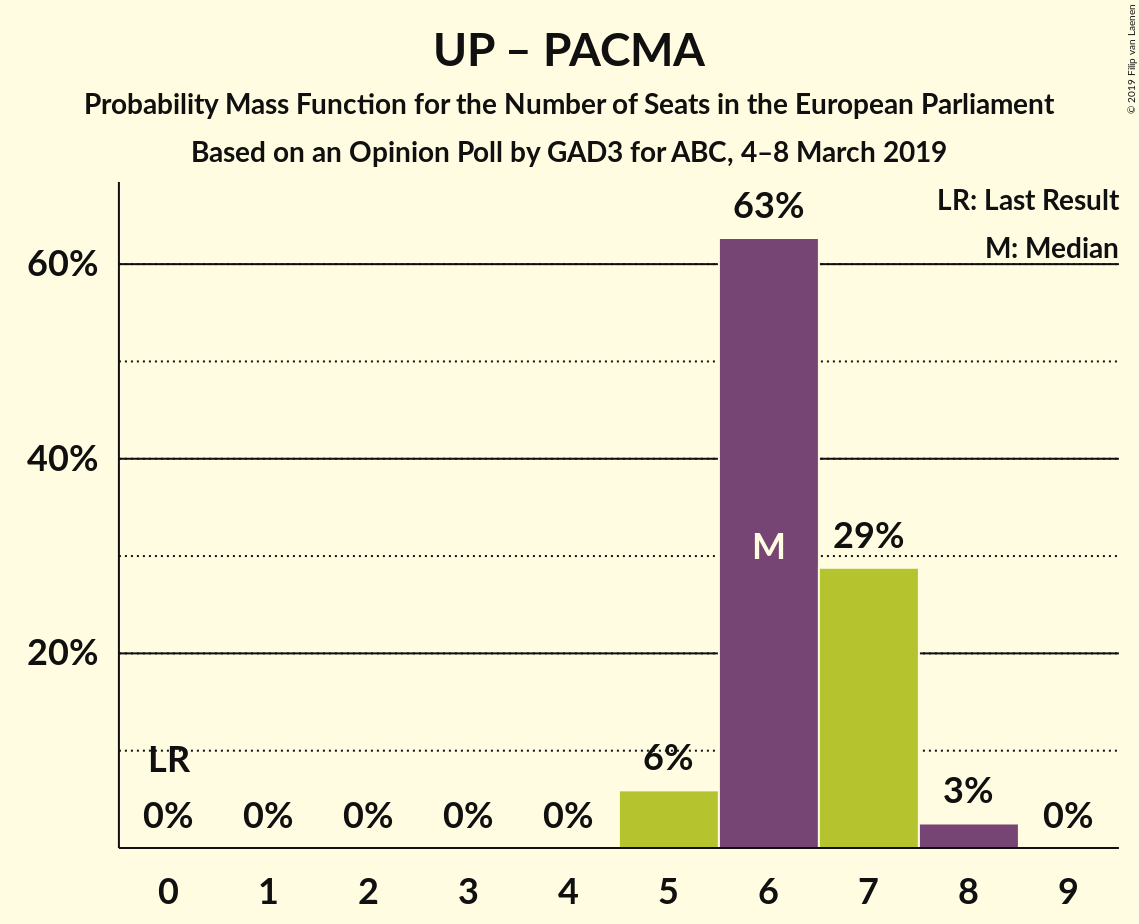 UP – PACMA
Probability Mass Function for the Number of Seats in the European Parliament
Based on an Opinion Poll by GAD3 for ABC, 4–8 March 2019
© 2019 Filip van Laenen
LR: Last Result
M: Median
63%
60%
40%
M
29%
20%
LR
6%
3%
0% 0% 0% 0% 0% 0%
0 1 2 3 4 5 6 7 8 9